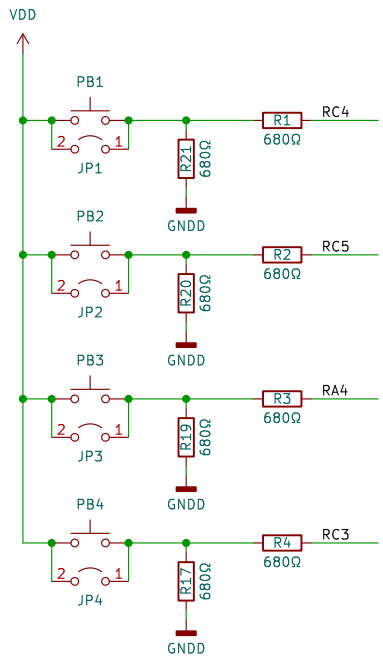 VDD
PB1
RC4
2 1
R1
R21
680Ω
680Ω
JP1
GNDD
PB2
RC5
2 1
R2
R20
680Ω
680Ω
JP2
GNDD
PB3
RA4
2 1
R3
R19
680Ω
680Ω
JP3
GNDD
PB4
RC3
2 1
R4
R17
680Ω
680Ω
JP4
GNDD